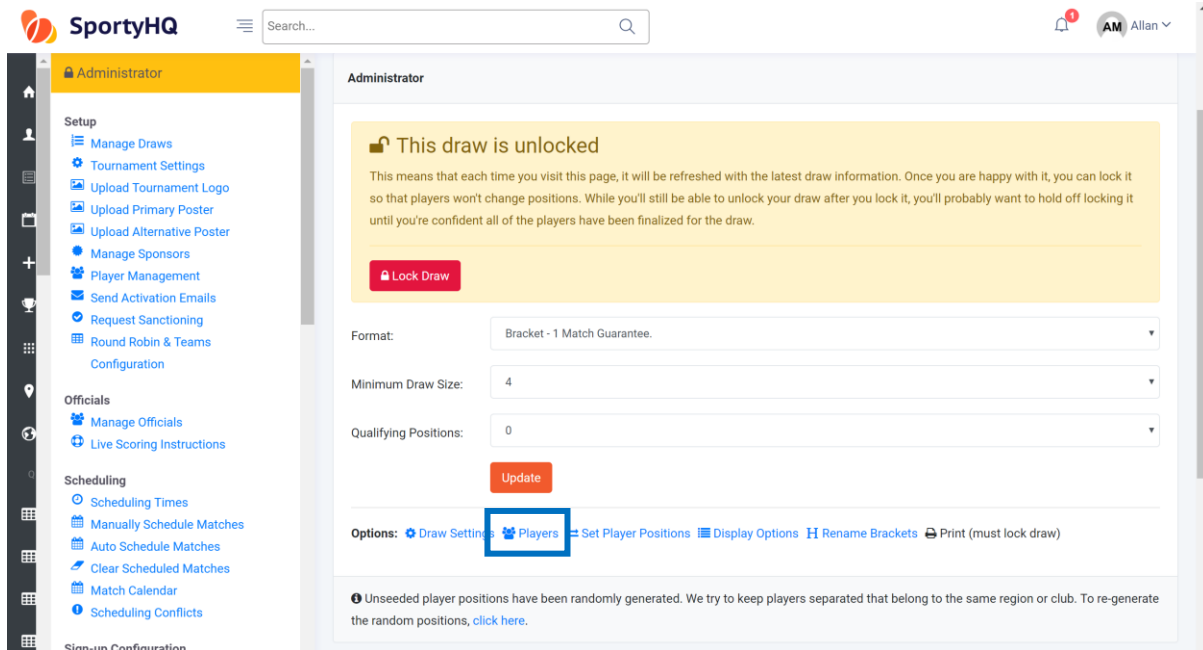 SportyHQ
Search...
1
AM Allan
Administrator
Setup
Manage Draws
Tournament Settings
Upload Tournament Logo
Upload Primary Poster
Upload Alternative Poster
Manage Sponsors
Player Management
Send Activation Emails
Request Sanctioning
Round Robin & Teams
Configuration
Officials
Manage Officials
Live Scoring Instructions
Scheduling
Scheduling Times
Manually Schedule Matches
Auto Schedule Matches
Clear Scheduled Matches
Match Calendar
Scheduling Conflicts
Sign-up Configuration
Administrator
This draw is unlocked
This means that each time you visit this page, it will be refreshed with the latest draw information. Once you are happy with it, you can lock it
so that players won't change positions. While you'll still be able to unlock your draw after you lock it, you'll probably want to hold off locking it
until you're confident all of the players have been finalized for the draw.
Lock Draw
Format: Bracket - 1 Match Guarantee.
Minimum Draw Size: 4
Qualifying Positions: 0
Update
Options: Draw Settings Players Set Player Positions Display Options Rename Brackets Print (must lock draw)
Unseeded player positions have been randomly generated. We try to keep players separated that belong to the same region or club. To re-generate
the random positions, click here.